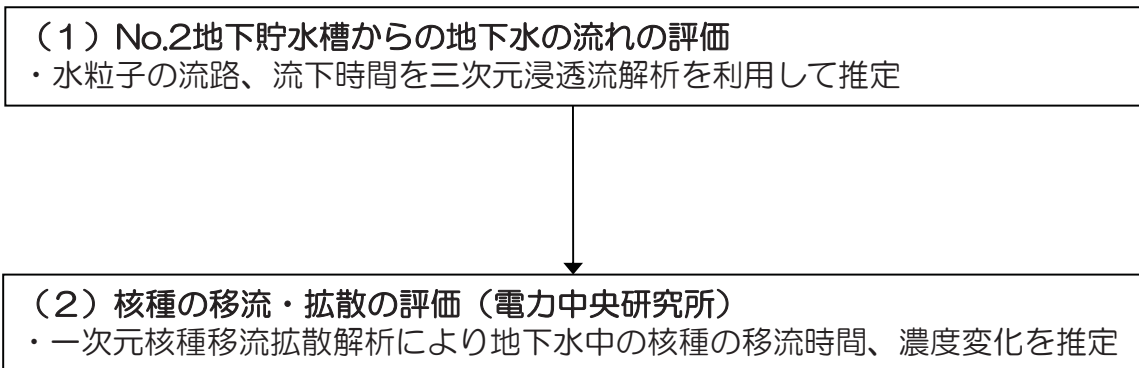 （1）No.2地下貯水槽からの地下水の流れの評価
・水粒子の流路、流下時間を三次元浸透流解析を利用して推定
（2）核種の移流・拡散の評価（電力中央研究所）
・一次元核種移流拡散解析により地下水中の核種の移流時間、濃度変化を推定